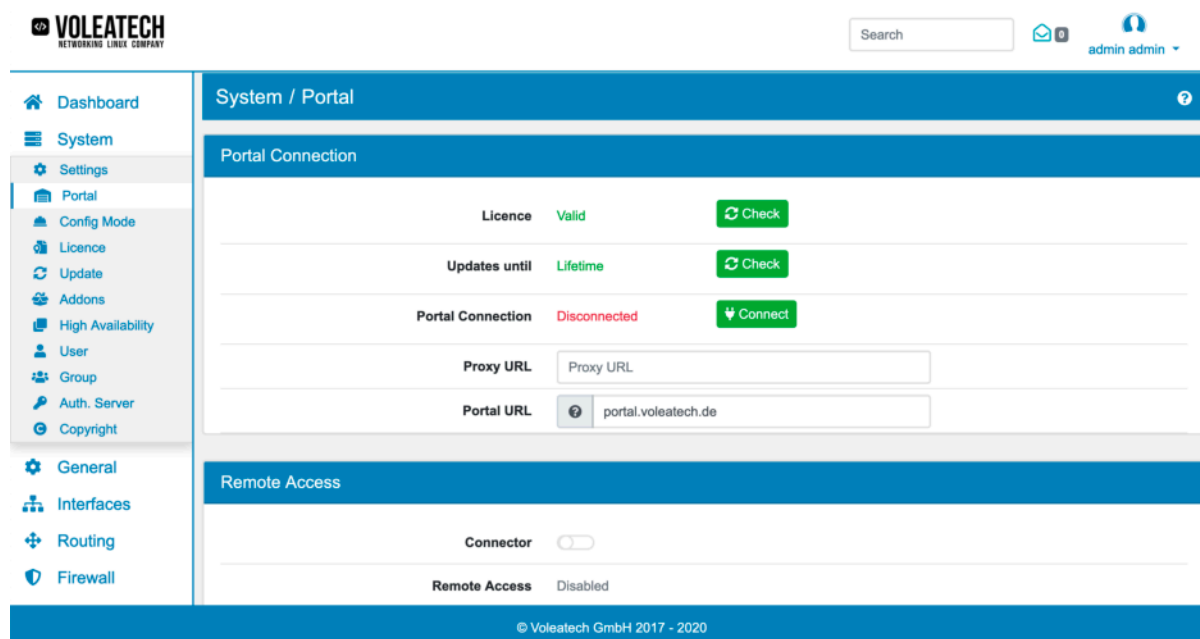 VOLEATECH
NETWORKING LINUX COMPANY
Search
0
admin admin
Dashboard
System
Settings
Portal
Config Mode
Licence
Update
Addons
High Availability
User
Group
Auth. Server
Copyright
General
Interfaces
Routing
Firewall
System / Portal
Portal Connection
Licence Valid Check
Updates until Lifetime Check
Portal Connection Disconnected Connect
Proxy URL Proxy URL
Portal URL portal.voleatech.de
Remote Access
Connector
Remote Access Disabled
© Voleatech GmbH 2017 - 2020